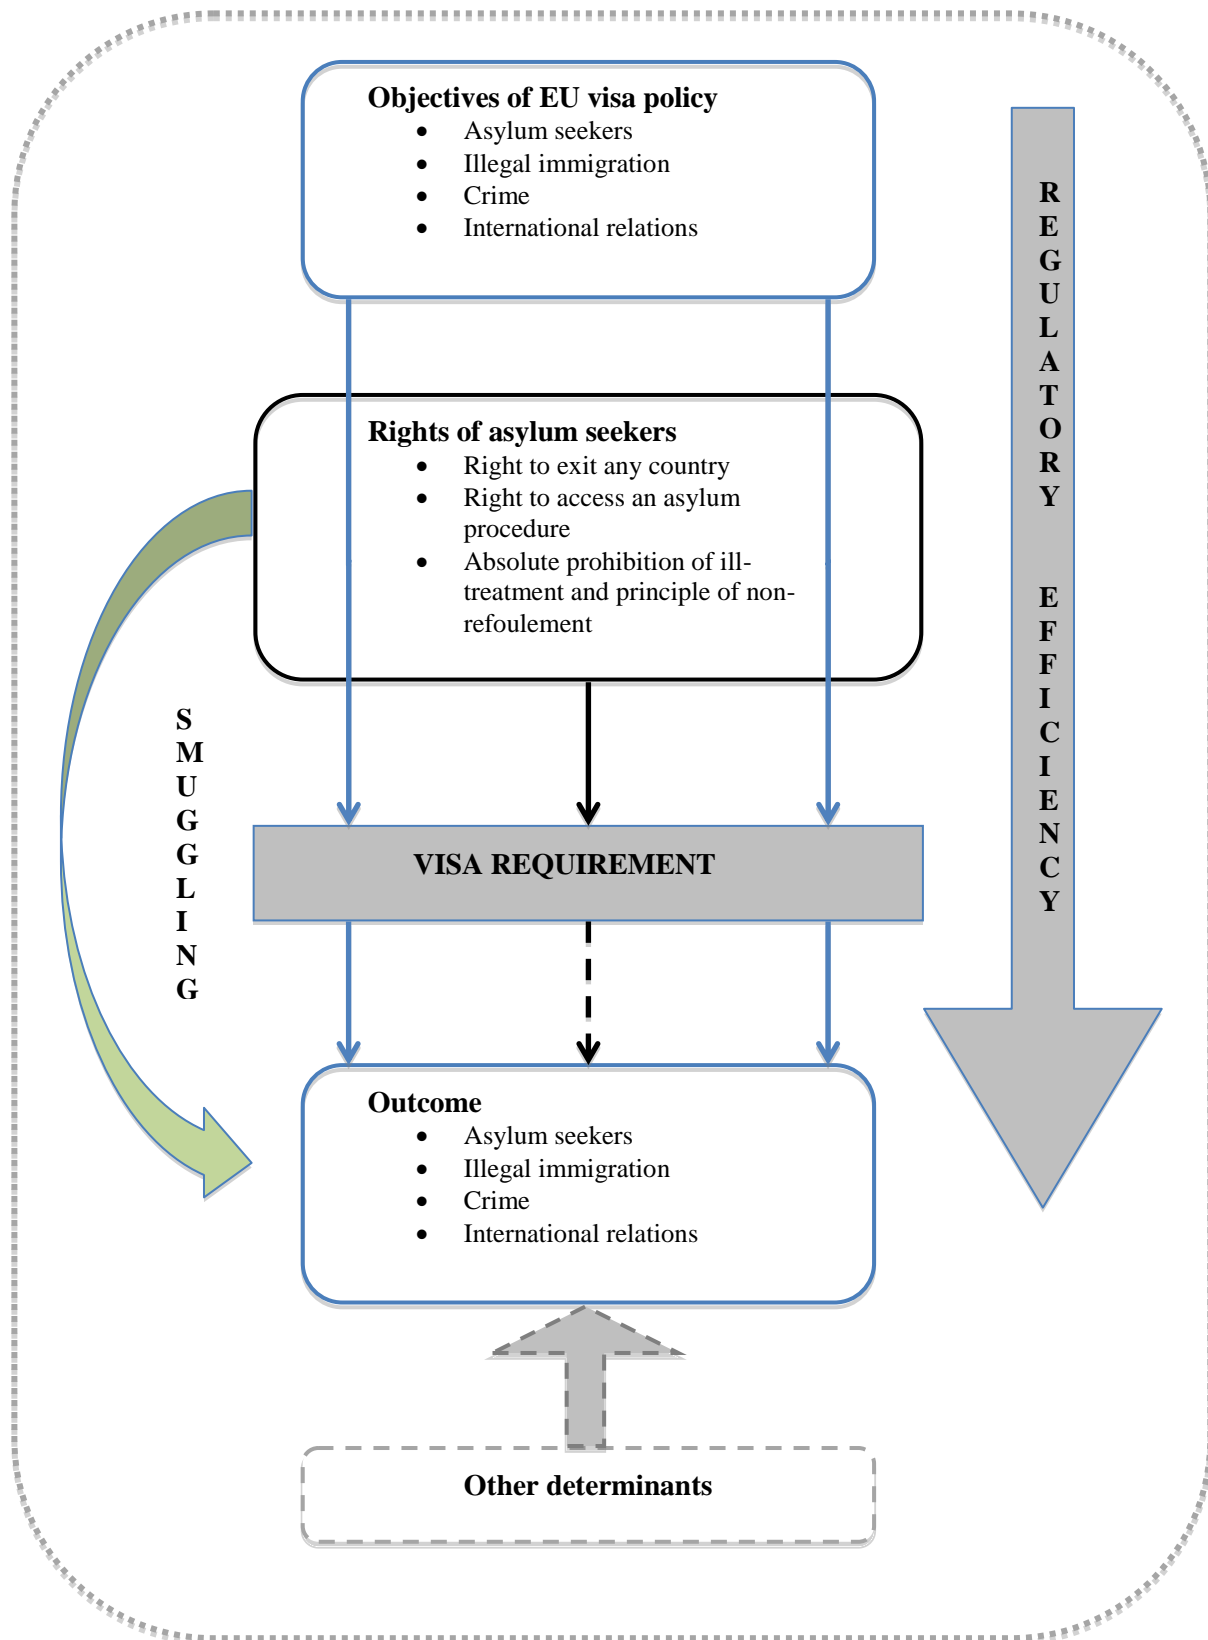 Objectives of EU visa policy
• Asylum seekers
• Illegal immigration
• Crime
• International relations
REGULATORY EFFICIENCY
Rights of asylum seekers
• Right to exit any country
• Right to access an asylum
procedure
• Absolute prohibition of ill-
treatment and principle of non-
refoulement
SMUGGLING
VISA REQUIREMENT
Outcome
• Asylum seekers
• Illegal immigration
• Crime
• International relations
Other determinants